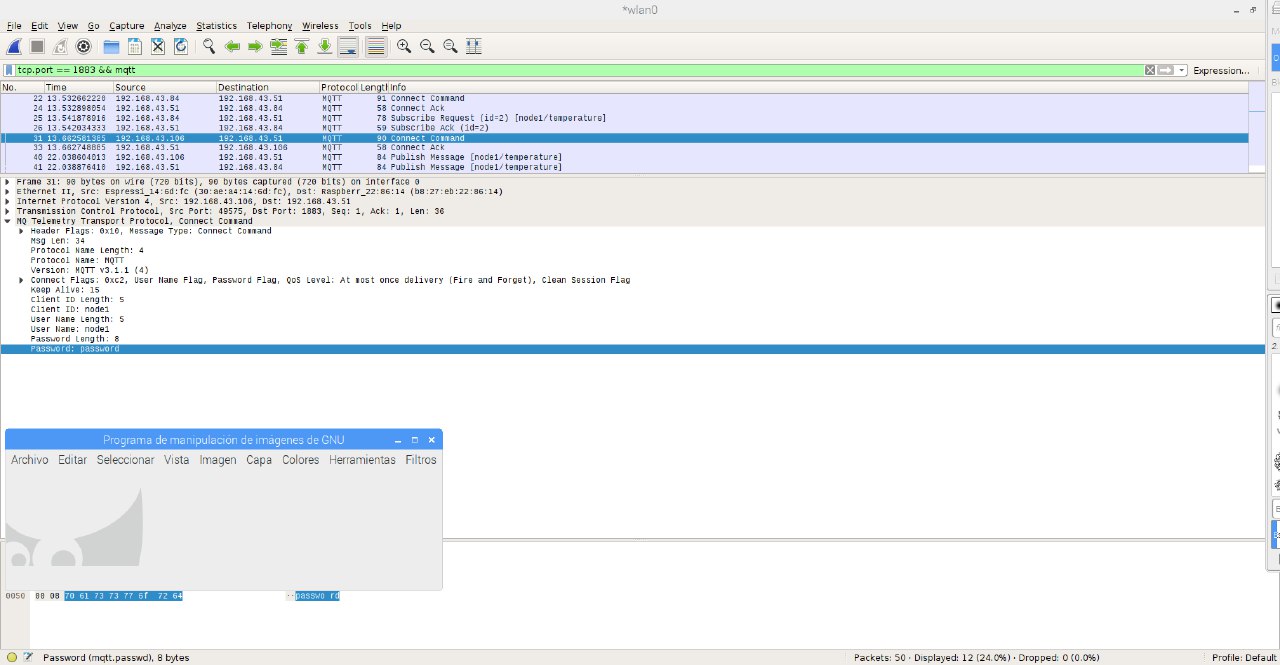 *wlan0
File Edit View Go Capture Analyze Statistics Telephony Wireless Tools Help
tcp.port == 1883 && mqtt Expression...
No. Time Source Destination Protocol Length Info
22 13.532602220 192.168.43.84 192.168.43.51 MQTT 91 Connect Command
24 13.532898054 192.168.43.51 192.168.43.84 MQTT 58 Connect Ack
25 13.541878916 192.168.43.84 192.168.43.51 MQTT 78 Subscribe Request (id=2) [node1/temperature]
26 13.542034333 192.168.43.51 192.168.43.84 MQTT 59 Subscribe Ack (id=2)
31 13.662581385 192.168.43.106 192.168.43.51 MQTT 90 Connect Command
33 13.662748885 192.168.43.51 192.168.43.106 MQTT 58 Connect Ack
40 22.038604013 192.168.43.106 192.168.43.51 MQTT 84 Publish Message [node1/temperature]
41 22.038876410 192.168.43.51 192.168.43.84 MQTT 84 Publish Message [node1/temperature]
Frame 31: 90 bytes on wire (720 bits), 90 bytes captured (720 bits) on interface 0
Ethernet II, Src: Espressi_14:6d:fc (30:ae:a4:14:6d:fc), Dst: Raspberr_22:86:14 (b8:27:eb:22:86:14)
Internet Protocol Version 4, Src: 192.168.43.106, Dst: 192.168.43.51
Transmission Control Protocol, Src Port: 49575, Dst Port: 1883, Seq: 1, Ack: 1, Len: 36
MQ Telemetry Transport Protocol, Connect Command
Header Flags: 0x10, Message Type: Connect Command
Msg Len: 34
Protocol Name Length: 4
Protocol Name: MQTT
Version: MQTT v3.1.1 (4)
Connect Flags: 0xc2, User Name Flag, Password Flag, QoS Level: At most once delivery (Fire and Forget), Clean Session Flag
Keep Alive: 15
Client ID Length: 5
Client ID: node1
User Name Length: 5
User Name: node1
Password Length: 8
Password: password
Programa de manipulación de imágenes de GNU
Archivo Editar Seleccionar Vista Imagen Capa Colores Herramientas Filtros
0050 00 08 70 61 73 73 77 6f 72 64 ··passwo rd
Password (mqtt.passwd), 8 bytes Packets: 50 · Displayed: 12 (24.0%) · Dropped: 0 (0.0%) Profile: Default